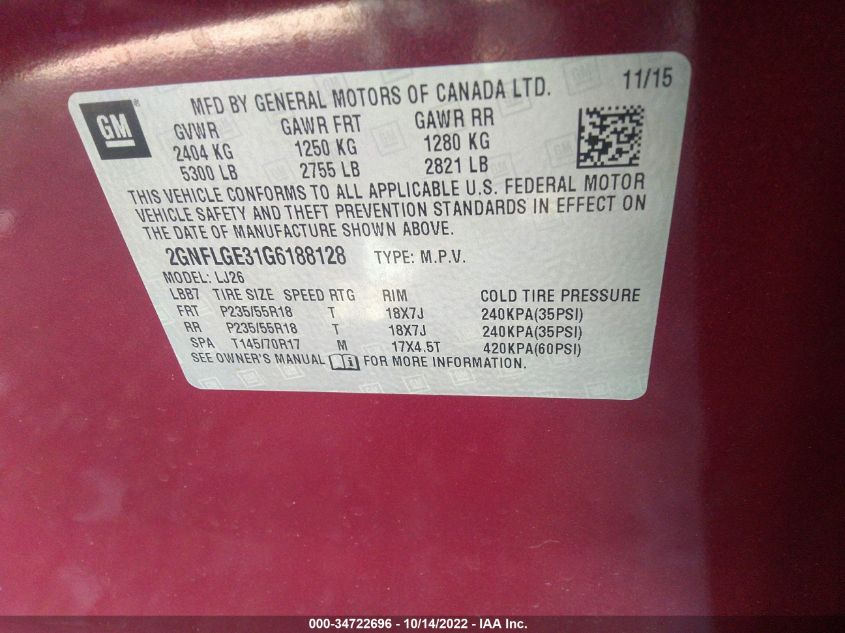 GM
®
MFD BY GENERAL MOTORS OF CANADA LTD.
11/15
GVWR GAWR FRT GAWR RR
2404 KG 1250 KG 1280 KG
5300 LB 2755 LB 2821 LB
THIS VEHICLE CONFORMS TO ALL APPLICABLE U.S. FEDERAL MOTOR
VEHICLE SAFETY AND THEFT PREVENTION STANDARDS IN EFFECT ON
THE DATE OF MANUFACTURE SHOWN ABOVE.
2GNFLGE31G6188128 TYPE: M.P.V.
MODEL: LJ26
LBB7 TIRE SIZE SPEED RTG RIM COLD TIRE PRESSURE
FRT P235/55R18 T 18X7J 240KPA(35PSI)
RR P235/55R18 T 18X7J 240KPA(35PSI)
SPA T145/70R17 M 17X4.5T 420KPA(60PSI)
SEE OWNER'S MANUAL FOR MORE INFORMATION.
000-34722696 - 10/14/2022 - IAA Inc.